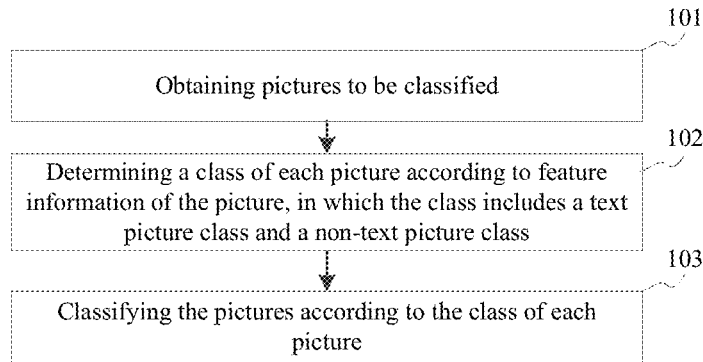 101
Obtaining pictures to be classified
102
Determining a class of each picture according to feature
information of the picture, in which the class includes a text
picture class and a non-text picture class
103
Classifying the pictures according to the class of each
picture